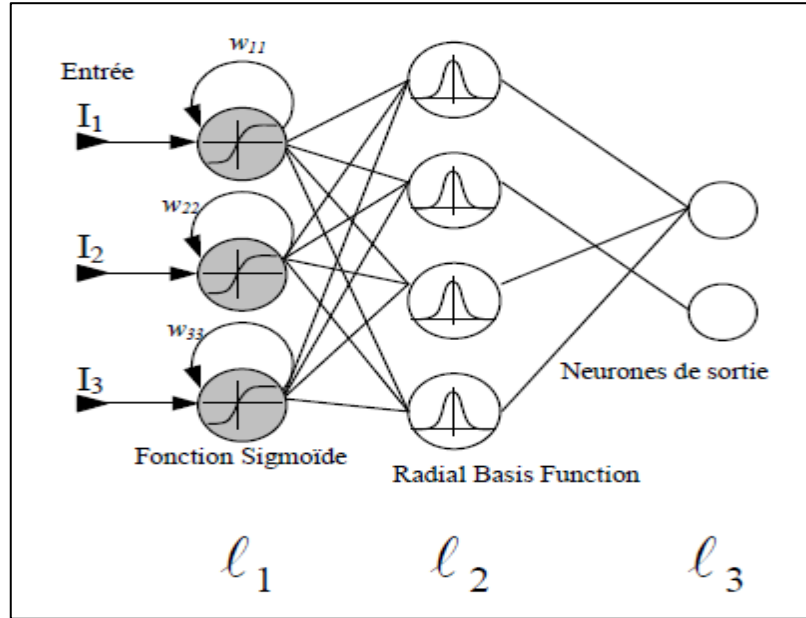 w₁₁
Entrée
I₁
w₂₂
I₂
w₃₃
I₃
Neurones de sortie
Fonction Sigmoïde
Radial Basis Function
ℓ₁
ℓ₂
ℓ₃